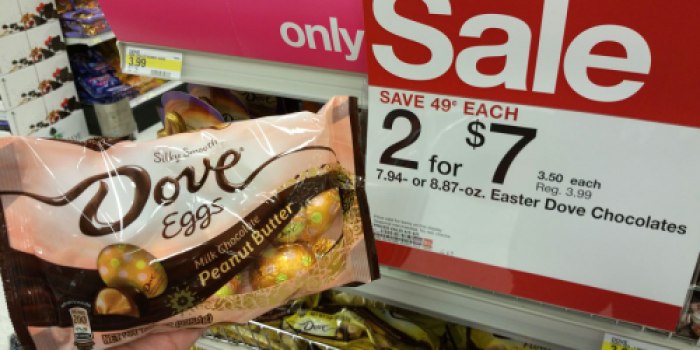 only
3.99
Sale
SAVE 49¢ EACH
2 for $7
3.50 each
Reg. 3.99
7.94- or 8.87-oz. Easter Dove Chocolates
Silky Smooth
Dove
Eggs
Milk Chocolate
Peanut Butter
Dove